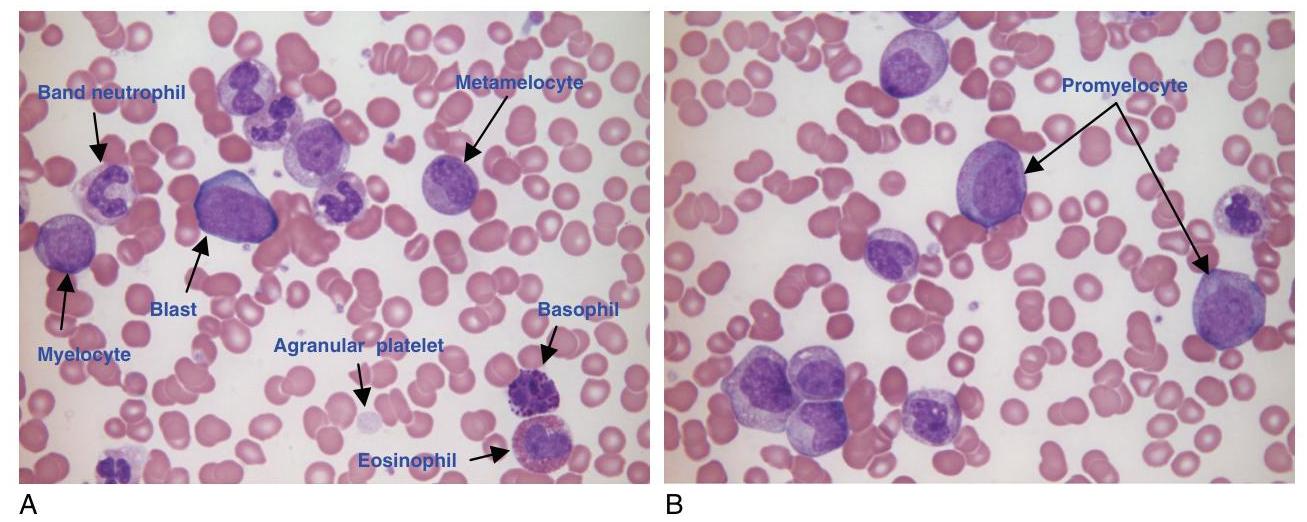 Band neutrophil
Metamelocyte
Blast
Myelocyte
Agranular platelet
Basophil
Eosinophil
A
Promyelocyte
B